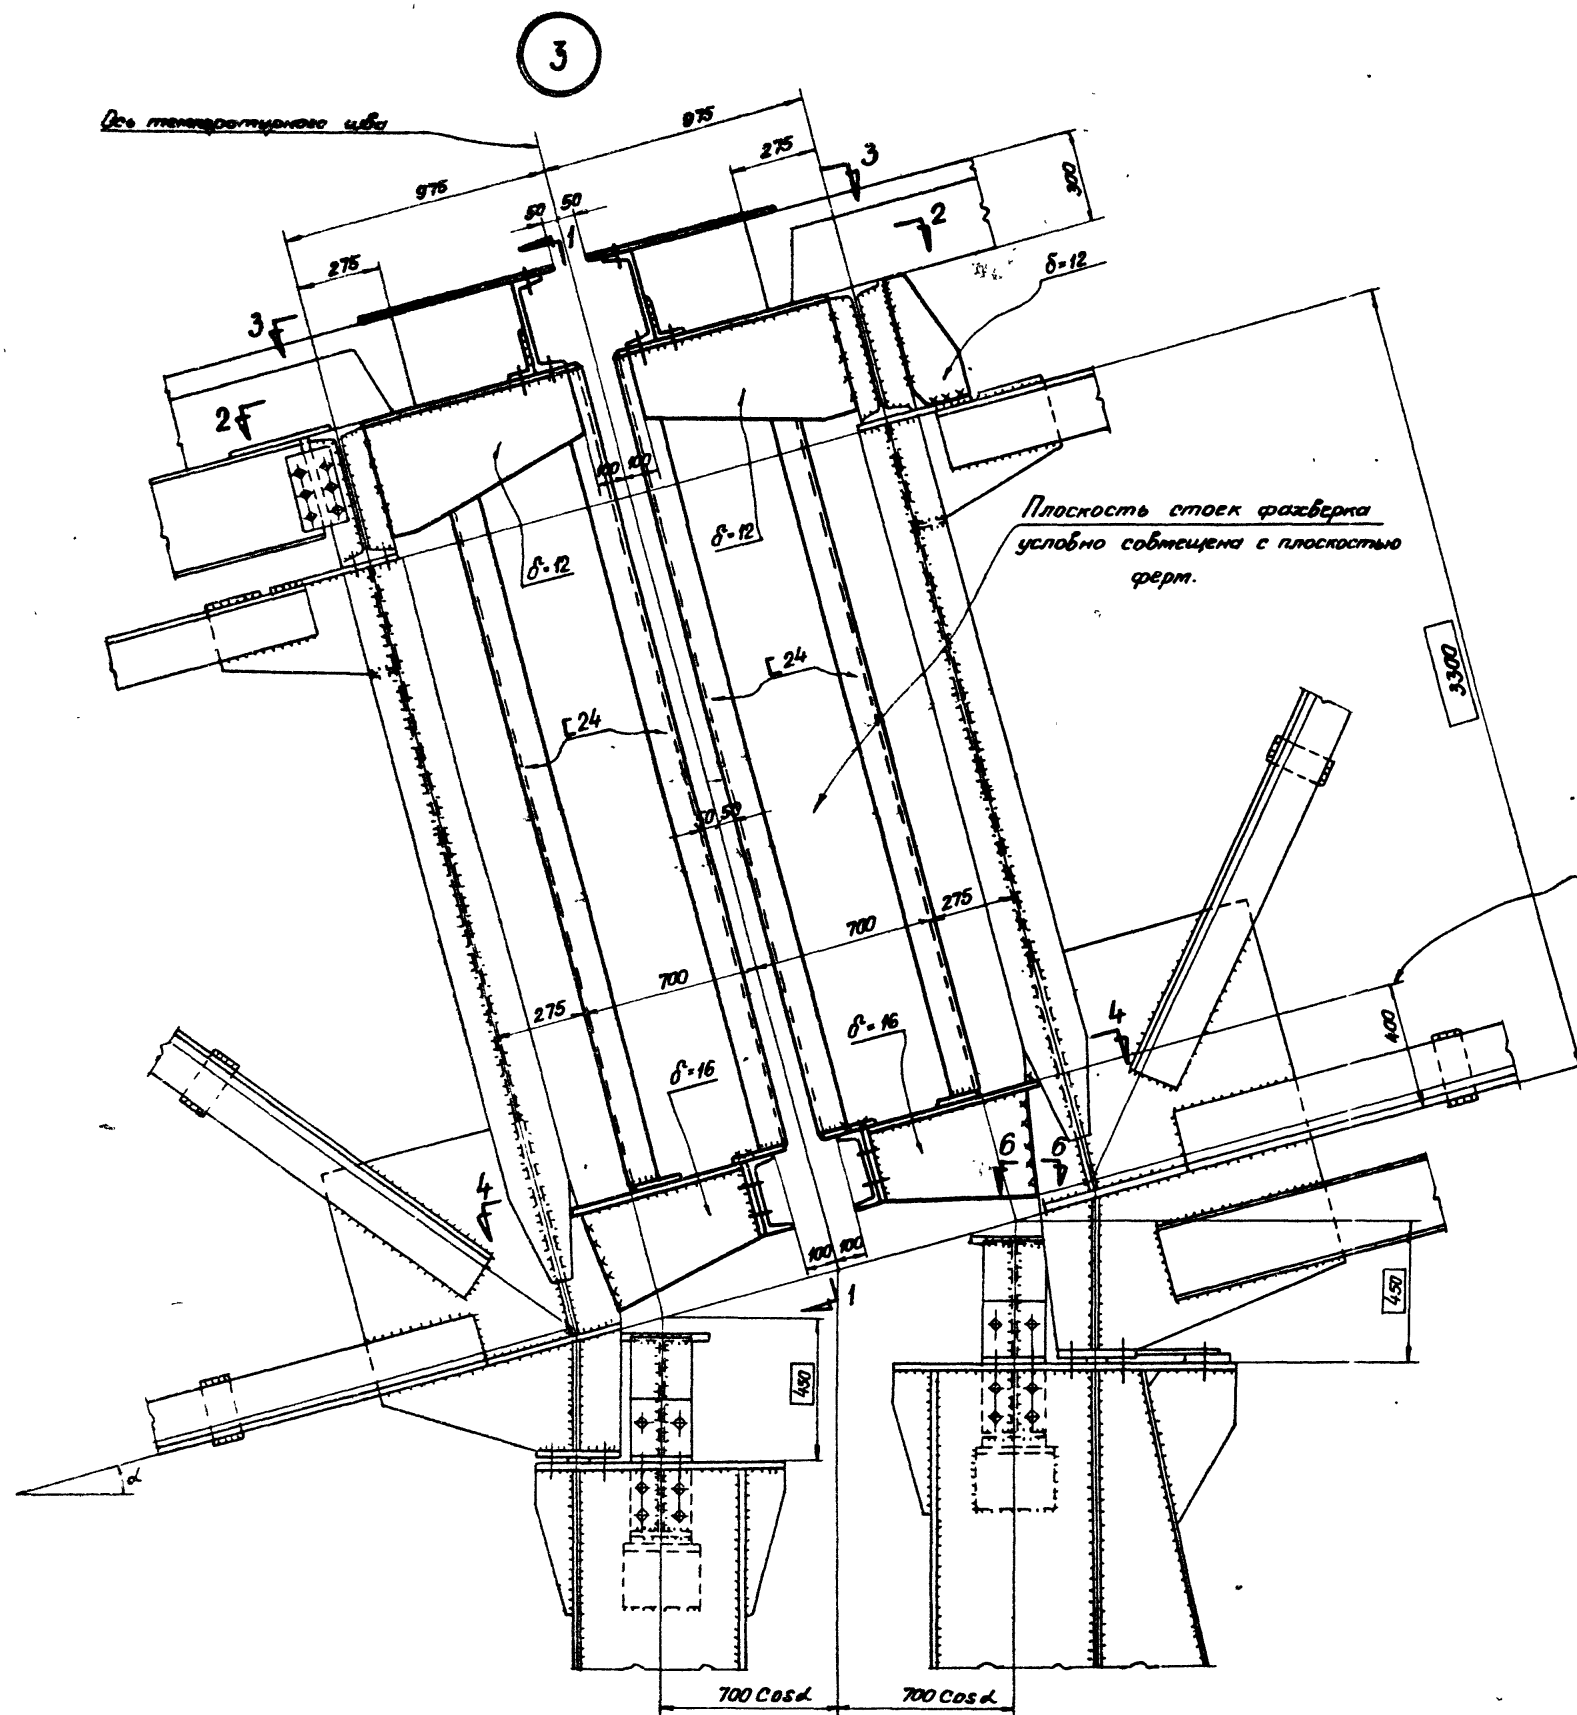 3
Ось температурного шва
975
975
275
3
300
50
50
1
2
275
δ=12
3
2
100
100
δ=12
δ=12
Плоскость стоек фахверка
условно совмещена с плоскостью
ферм.
[24
[24
3300
50
50
275
700
700
275
4
400
δ=16
δ=16
4
6
6
100
100
1
450
450
α
700 Cosα
700 Cosα